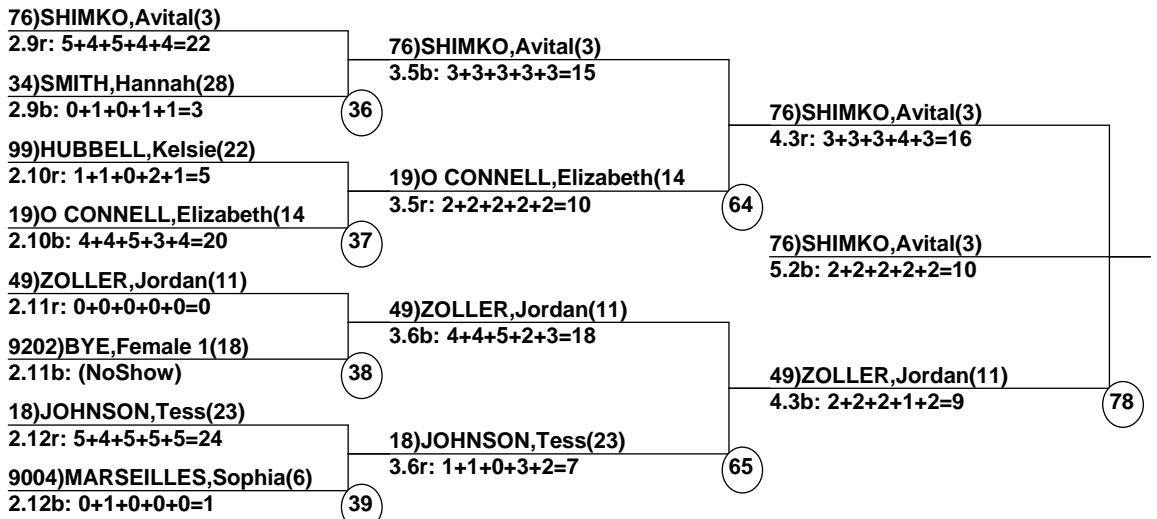 76)SHIMKO,Avital(3)
2.9r: 5+4+5+4+4=22
34)SMITH,Hannah(28)
2.9b: 0+1+0+1+1=3
36
99)HUBBELL,Kelsie(22)
2.10r: 1+1+0+2+1=5
19)O CONNELL,Elizabeth(14
2.10b: 4+4+5+3+4=20
37
49)ZOLLER,Jordan(11)
2.11r: 0+0+0+0+0=0
9202)BYE,Female 1(18)
2.11b: (NoShow)
38
18)JOHNSON,Tess(23)
2.12r: 5+4+5+5+5=24
9004)MARSEILLES,Sophia(6)
2.12b: 0+1+0+0+0=1
39
76)SHIMKO,Avital(3)
3.5b: 3+3+3+3+3=15
19)O CONNELL,Elizabeth(14
3.5r: 2+2+2+2+2=10
64
49)ZOLLER,Jordan(11)
3.6b: 4+4+5+2+3=18
18)JOHNSON,Tess(23)
3.6r: 1+1+0+3+2=7
65
76)SHIMKO,Avital(3)
4.3r: 3+3+3+4+3=16
76)SHIMKO,Avital(3)
5.2b: 2+2+2+2+2=10
49)ZOLLER,Jordan(11)
4.3b: 2+2+2+1+2=9
78